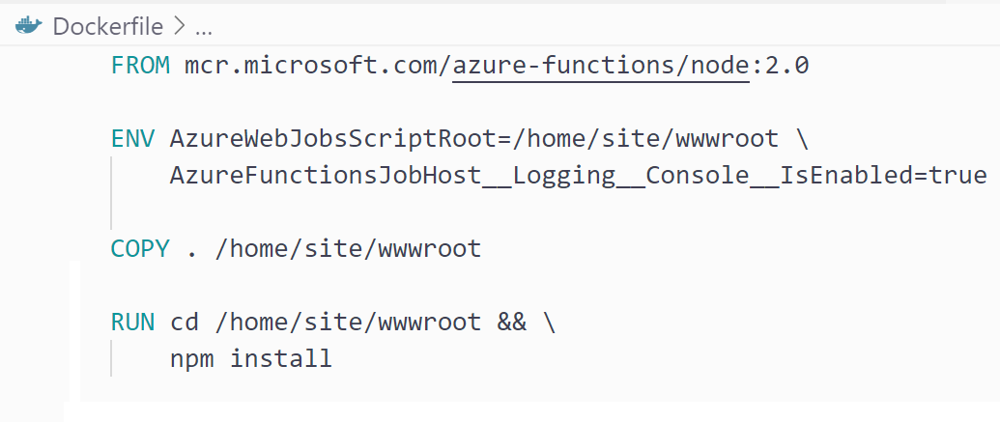 Dockerfile > ...
FROM mcr.microsoft.com/azure-functions/node:2.0
ENV AzureWebJobsScriptRoot=/home/site/wwwroot \
AzureFunctionsJobHost__Logging__Console__IsEnabled=true
COPY . /home/site/wwwroot
RUN cd /home/site/wwwroot && \
npm install